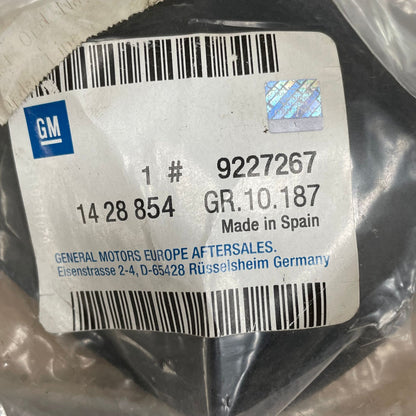 GM
1 # 9227267
14 28 854 GR.10.187
Made in Spain
GENERAL MOTORS EUROPE AFTERSALES.
Eisenstrasse 2-4, D-65428 Rüsselsheim Germany